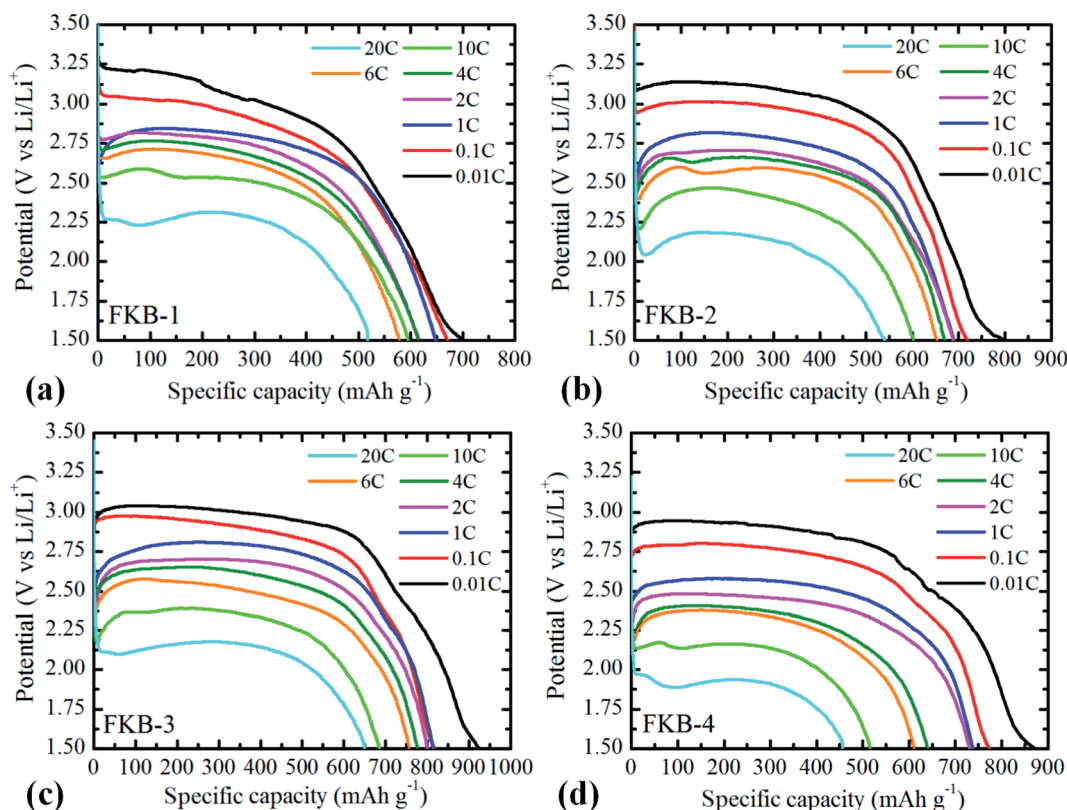 3.50
3.25
3.00
2.75
2.50
2.25
2.00
1.75
1.50
Potential (V vs Li/Li⁺)
20C 10C
6C 4C
2C
1C
0.1C
0.01C
FKB-1
0 100 200 300 400 500 600 700 800
Specific capacity (mAh g⁻¹)
(a)
3.50
3.25
3.00
2.75
2.50
2.25
2.00
1.75
1.50
Potential (V vs Li/Li⁺)
20C 10C
6C 4C
2C
1C
0.1C
0.01C
FKB-2
0 100 200 300 400 500 600 700 800 900
Specific capacity (mAh g⁻¹)
(b)
3.50
3.25
3.00
2.75
2.50
2.25
2.00
1.75
1.50
Potential (V vs Li/Li⁺)
20C 10C
6C 4C
2C
1C
0.1C
0.01C
FKB-3
0 100 200 300 400 500 600 700 800 900 1000
Specific capacity (mAh g⁻¹)
(c)
3.50
3.25
3.00
2.75
2.50
2.25
2.00
1.75
1.50
Potential (V vs Li/Li⁺)
20C 10C
6C 4C
2C
1C
0.1C
0.01C
FKB-4
0 100 200 300 400 500 600 700 800 900
Specific capacity (mAh g⁻¹)
(d)